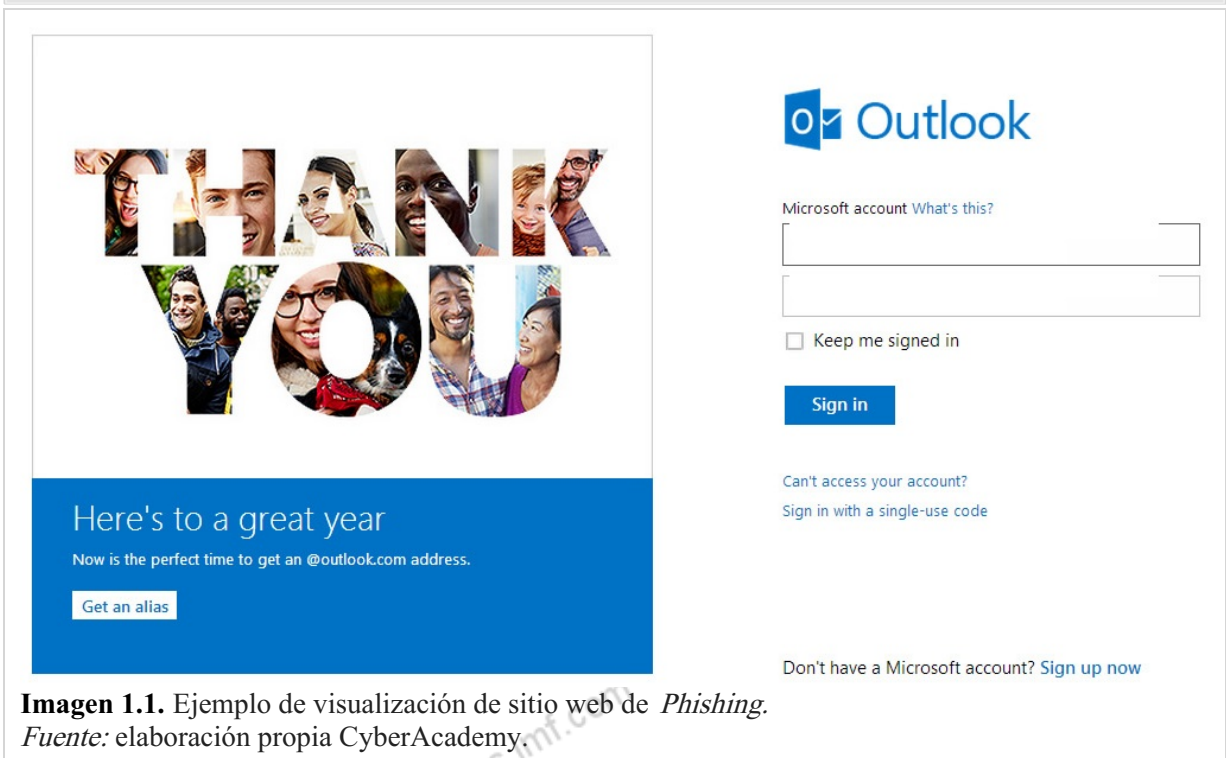 THANK
YOU
Here's to a great year
Now is the perfect time to get an @outlook.com address.
Get an alias
Outlook
Microsoft account What's this?
Keep me signed in
Sign in
Can't access your account?
Sign in with a single-use code
Don't have a Microsoft account? Sign up now
Imagen 1.1. Ejemplo de visualización de sitio web de Phishing.
Fuente: elaboración propia CyberAcademy.